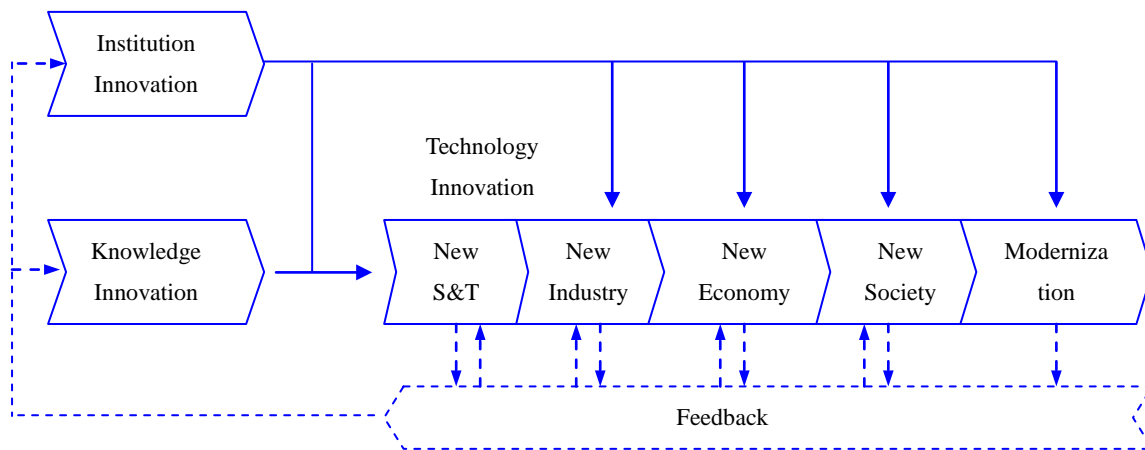 Institution
Innovation
Technology
Innovation
Knowledge
Innovation
New
S&T
New
Industry
New
Economy
New
Society
Moderniza
tion
Feedback